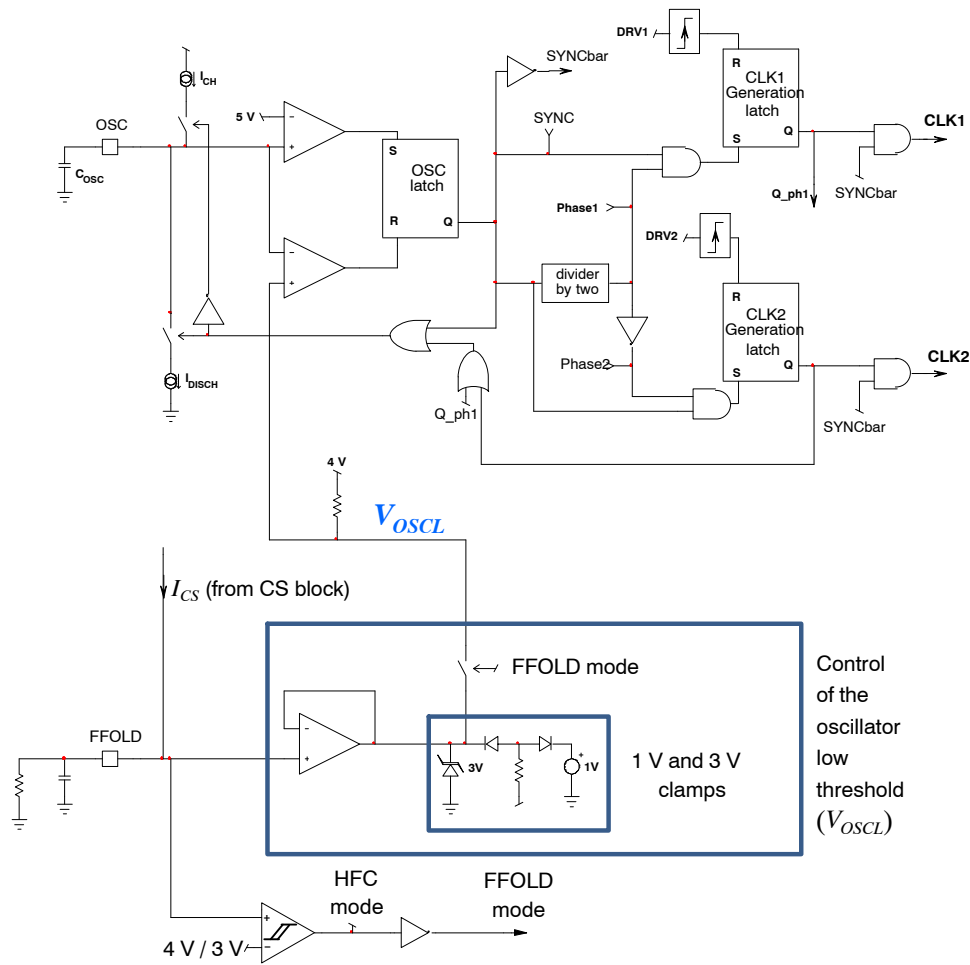 DRV1
R
CLK1
Generation
latch
S
Q
CLK1
SYNCbar
Q_ph1
SYNCbar
SYNC
I_CH
OSC
C_OSC
5 V
−
+
S
OSC
latch
R
Q
−
+
Phase1
divider
by two
Phase2
DRV2
R
CLK2
Generation
latch
S
Q
CLK2
SYNCbar
I_DISCH
Q_ph1
4 V
V_OSCL
I_CS (from CS block)
FFOLD mode
FFOLD
−
+
3V
+
1V
1 V and 3 V
clamps
Control
of the
oscillator
low
threshold
(V_OSCL)
HFC
mode
FFOLD
mode
+
4 V / 3 V
−